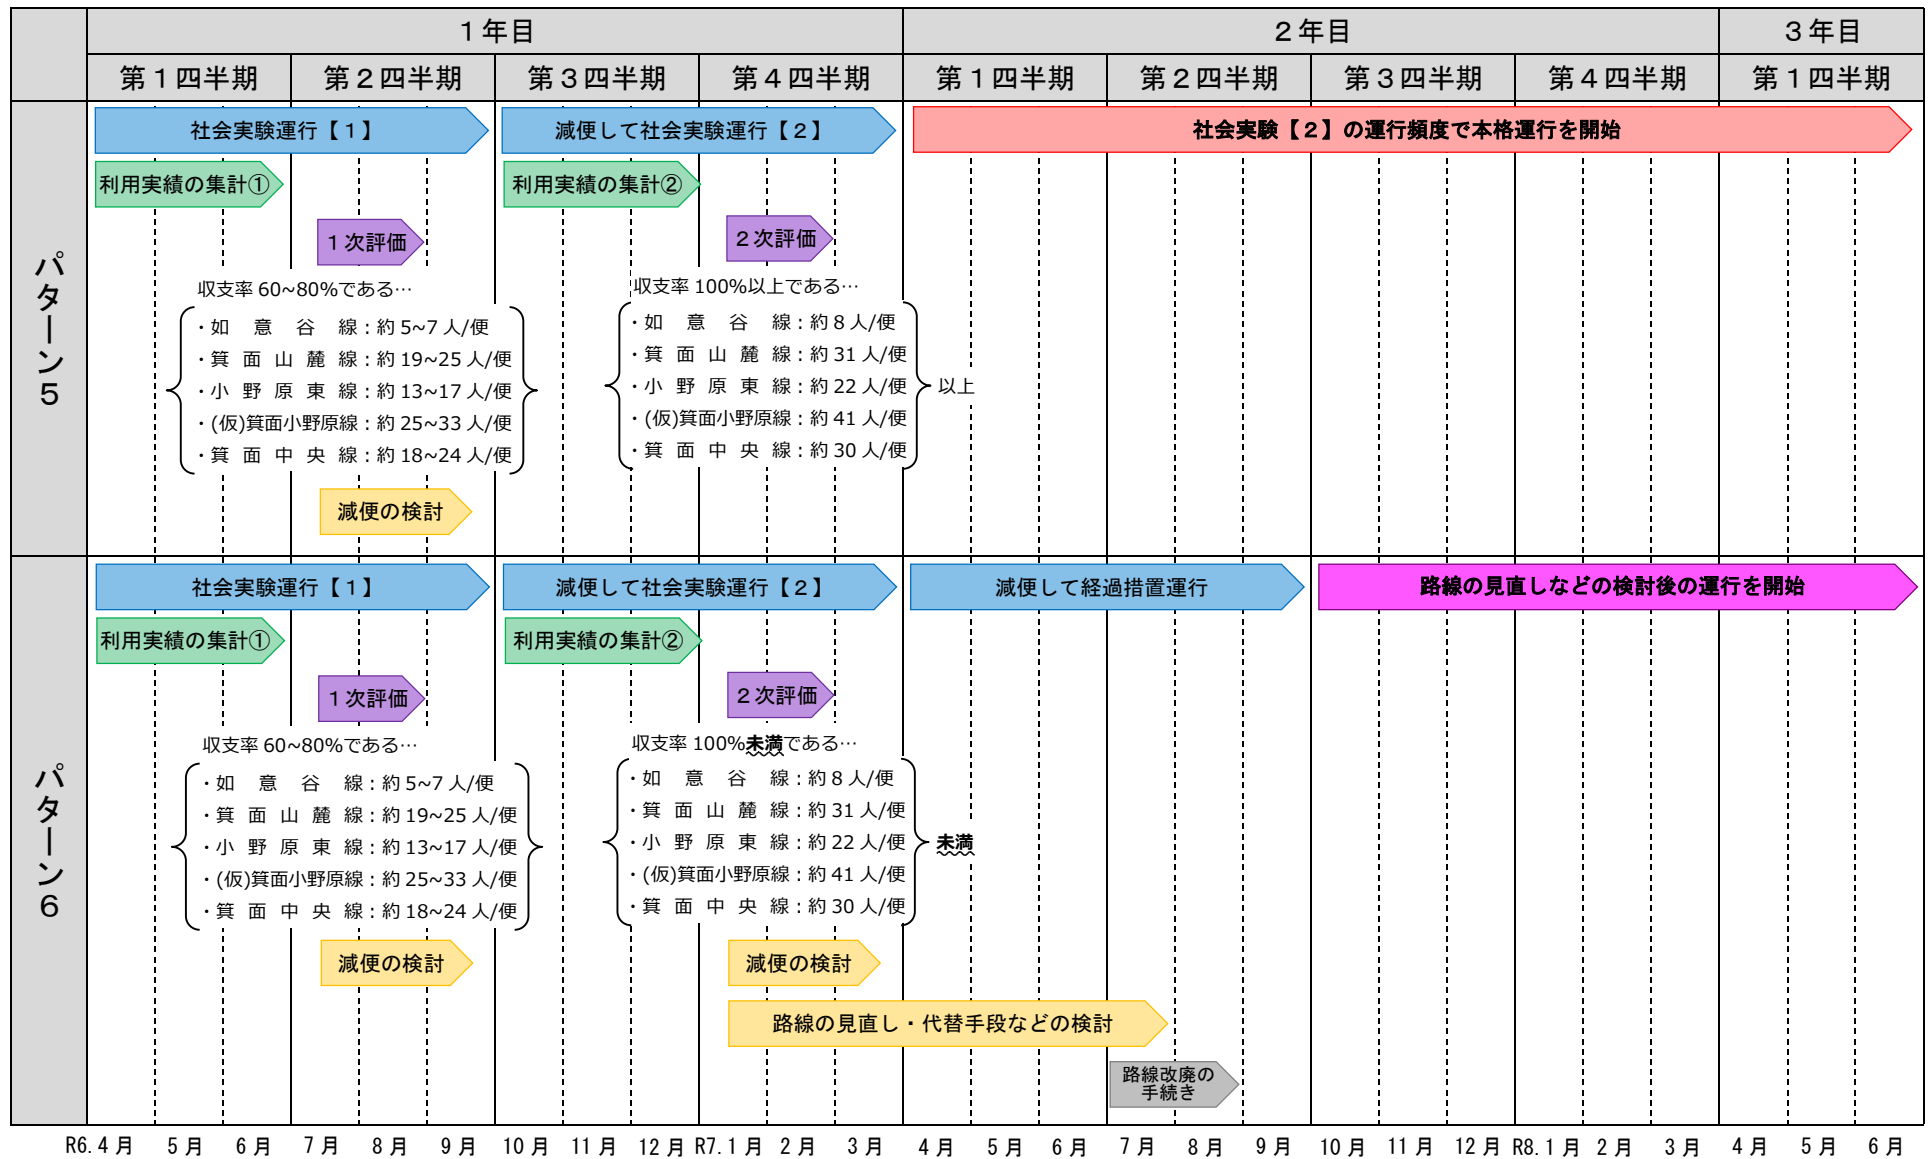 １年目
２年目
３年目
第１四半期
第２四半期
第３四半期
第４四半期
第１四半期
第２四半期
第３四半期
第４四半期
第１四半期
パターン５
社会実験運行【１】
減便して社会実験運行【２】
社会実験【２】の運行頻度で本格運行を開始
利用実績の集計①
利用実績の集計②
１次評価
２次評価
収支率 60~80%である…
・如意谷線：約 5~7 人/便
・箕面山麓線：約 19~25 人/便
・小野原東線：約 13~17 人/便
・(仮)箕面小野原線：約 25~33 人/便
・箕面中央線：約 18~24 人/便
収支率 100%以上である…
・如意谷線：約 8 人/便
・箕面山麓線：約 31 人/便
・小野原東線：約 22 人/便
・(仮)箕面小野原線：約 41 人/便
・箕面中央線：約 30 人/便
以上
減便の検討
パターン６
社会実験運行【１】
減便して社会実験運行【２】
減便して経過措置運行
路線の見直しなどの検討後の運行を開始
利用実績の集計①
利用実績の集計②
１次評価
２次評価
収支率 60~80%である…
・如意谷線：約 5~7 人/便
・箕面山麓線：約 19~25 人/便
・小野原東線：約 13~17 人/便
・(仮)箕面小野原線：約 25~33 人/便
・箕面中央線：約 18~24 人/便
収支率 100%未満である…
・如意谷線：約 8 人/便
・箕面山麓線：約 31 人/便
・小野原東線：約 22 人/便
・(仮)箕面小野原線：約 41 人/便
・箕面中央線：約 30 人/便
未満
減便の検討
減便の検討
路線の見直し・代替手段などの検討
路線改廃の
手続き
R6.4月 5月 6月 7月 8月 9月 10月 11月 12月 R7.1月 2月 3月 4月 5月 6月 7月 8月 9月 10月 11月 12月 R8.1月 2月 3月 4月 5月 6月